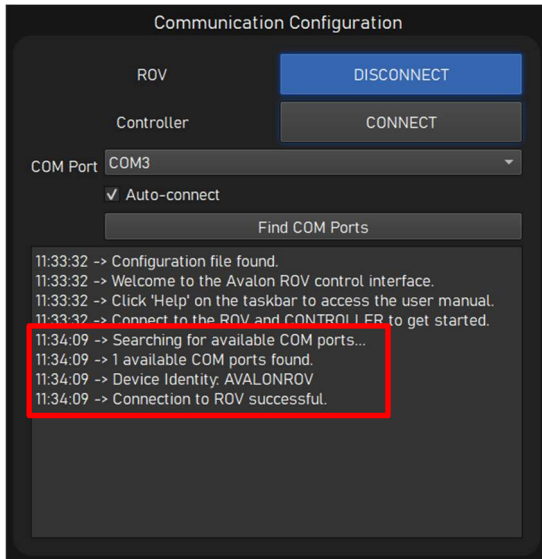 Communication Configuration
ROV
DISCONNECT
Controller
CONNECT
COM Port COM3
Auto-connect
Find COM Ports
11:33:32 -> Configuration file found.
11:33:32 -> Welcome to the Avalon ROV control interface.
11:33:32 -> Click 'Help' on the taskbar to access the user manual.
11:33:32 -> Connect to the ROV and CONTROLLER to get started.
11:34:09 -> Searching for available COM ports...
11:34:09 -> 1 available COM ports found.
11:34:09 -> Device Identity: AVALONROV
11:34:09 -> Connection to ROV successful.